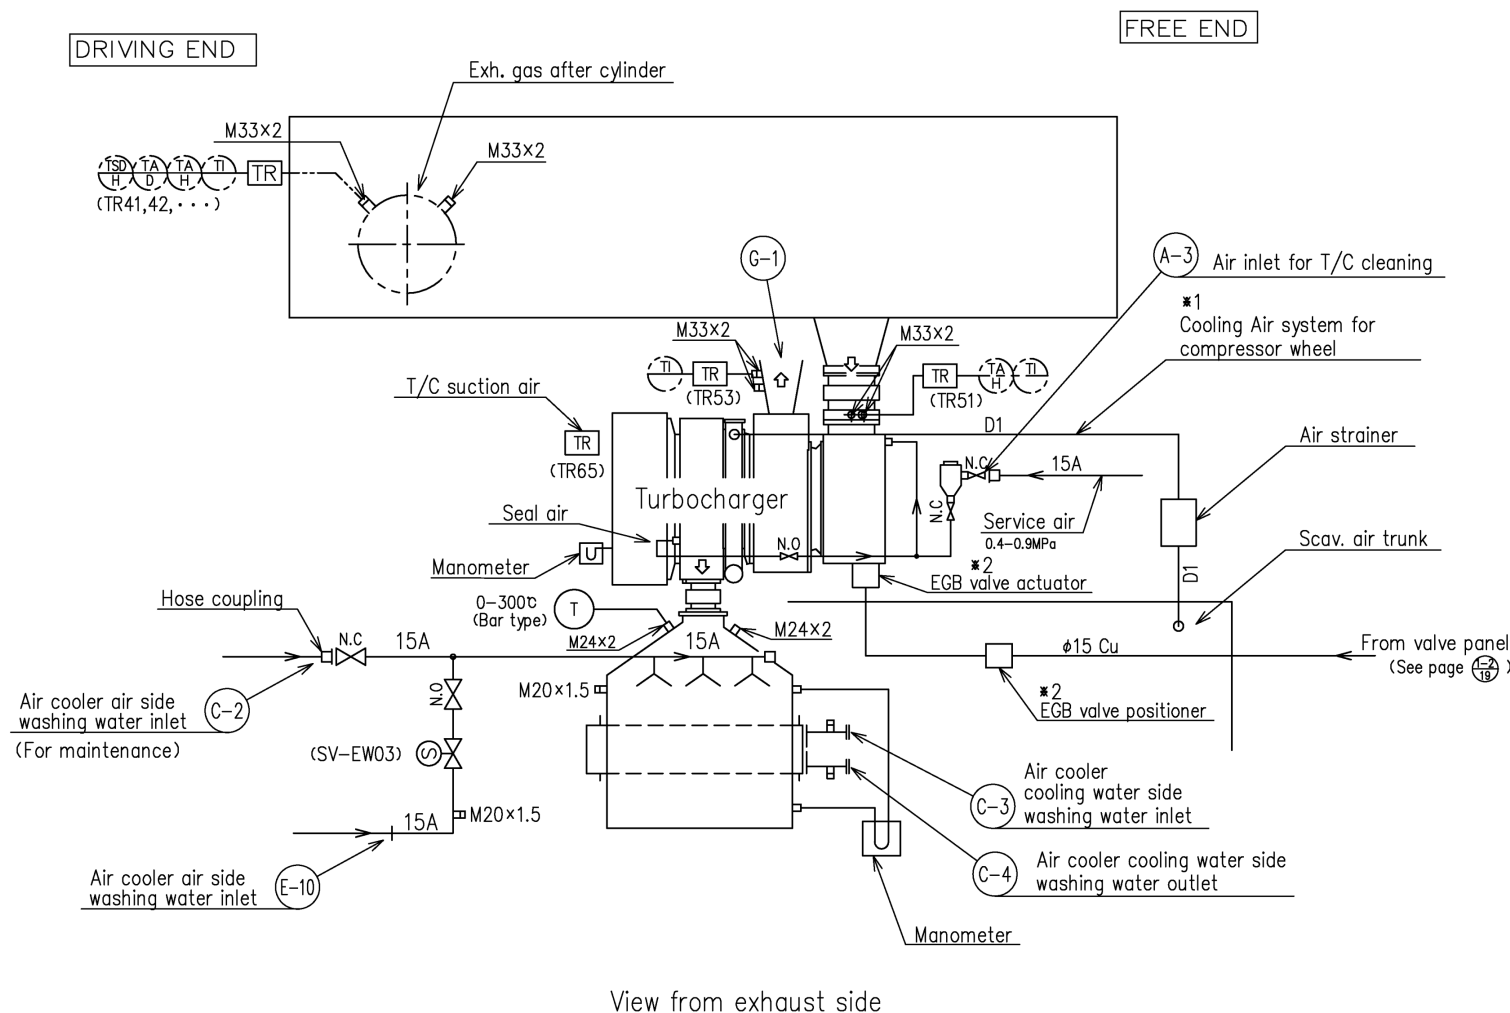 DRIVING END
FREE END
Exh. gas after cylinder
M33×2
M33×2
TSD
H
TA
D
TA
H
TI
TR
(TR41,42,・・・)
G-1
A-3
Air inlet for T/C cleaning
※1
Cooling Air system for
compressor wheel
M33×2
M33×2
TI
TR
(TR53)
TR
(TR51)
TA
H
TI
T/C suction air
TR
(TR65)
D1
Air strainer
N.C
15A
Turbocharger
N.C
Seal air
Service air
0.4-0.9MPa
N.O
Scav. air trunk
Manometer
※2
EGB valve actuator
D1
Hose coupling
0-300℃
(Bar type)
T
N.C
15A
M24×2
15A
M24×2
φ15 Cu
From valve panel
(See page 1-2
19 )
N.O
M20×1.5
Air cooler air side
washing water inlet
(For maintenance)
C-2
※2
EGB valve positioner
(SV-EW03)
S
Air cooler
cooling water side
washing water inlet
C-3
M20×1.5
15A
Air cooler air side
washing water inlet
E-10
C-4
Air cooler cooling water side
washing water outlet
Manometer
View from exhaust side